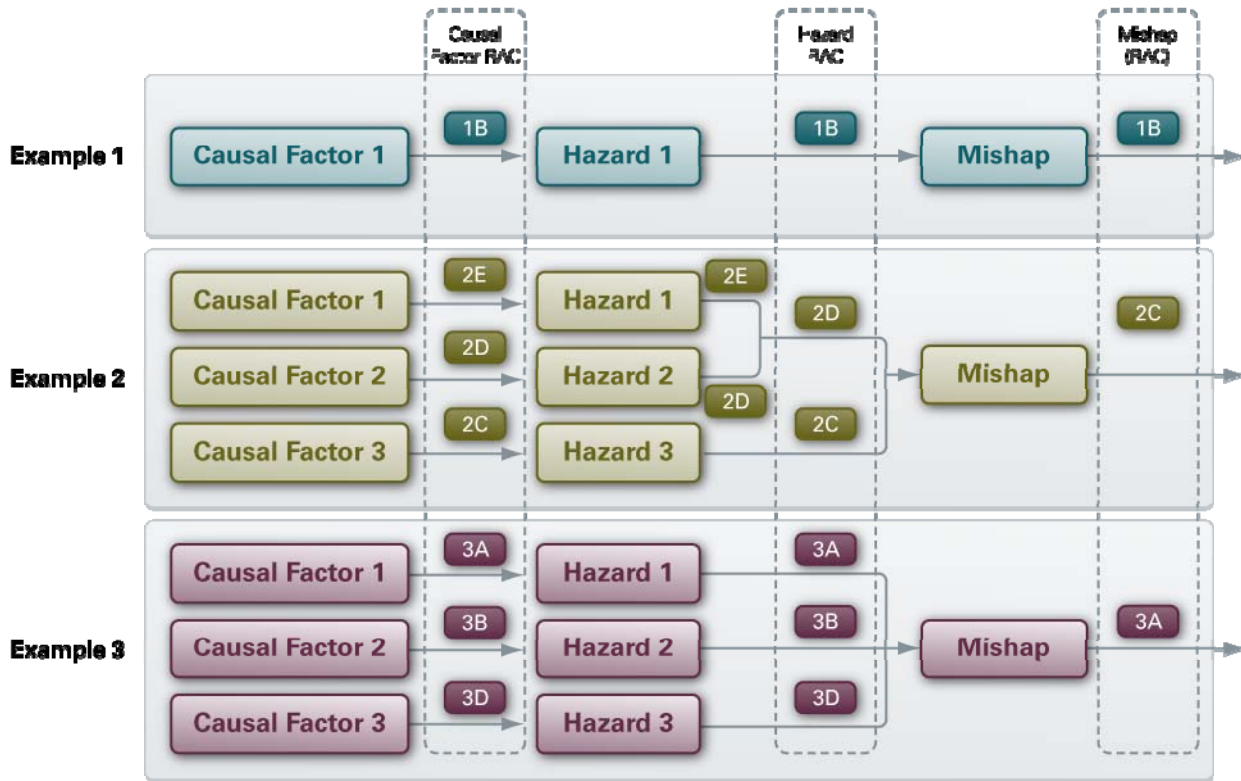 Causal
Factor RAC
Hazard
RAC
Mishap
(RAC)
Example 1
Causal Factor 1
1B
Hazard 1
1B
Mishap
1B
Example 2
Causal Factor 1
2E
Hazard 1
2E
2D
2C
Causal Factor 2
2D
Hazard 2
2D
Mishap
Causal Factor 3
2C
Hazard 3
2C
Example 3
Causal Factor 1
3A
Hazard 1
3A
Causal Factor 2
3B
Hazard 2
3B
Mishap
3A
Causal Factor 3
3D
Hazard 3
3D